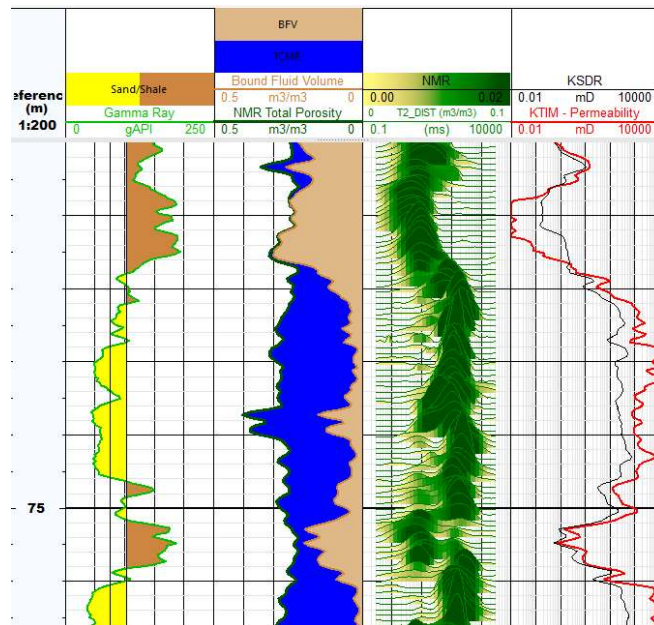 BFV
Sand/Shale
Gamma Ray
0 gAPI 250
eferenc
(m)
1:200
Bound Fluid Volume
0.5 m3/m3 0
NMR Total Porosity
0.5 m3/m3 0
NMR
0.00 0.02
0 T2_DIST (m3/m3) 0.1
0.1 (ms) 10000
KSDR
0.01 mD 10000
KTIM - Permeability
0.01 mD 10000
75